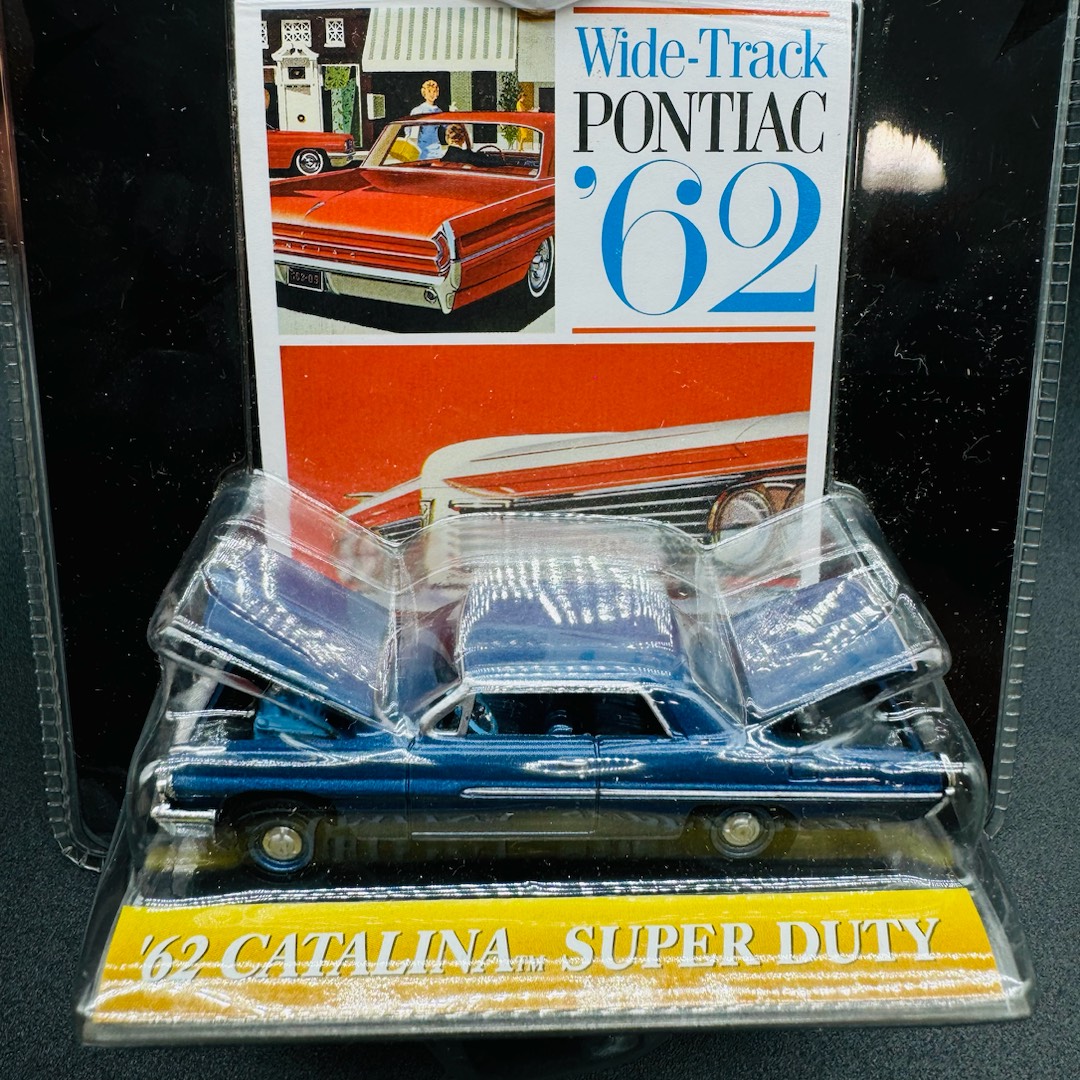 Wide-Track
PONTIAC
'62
'62 CATALINA™ SUPER DUTY